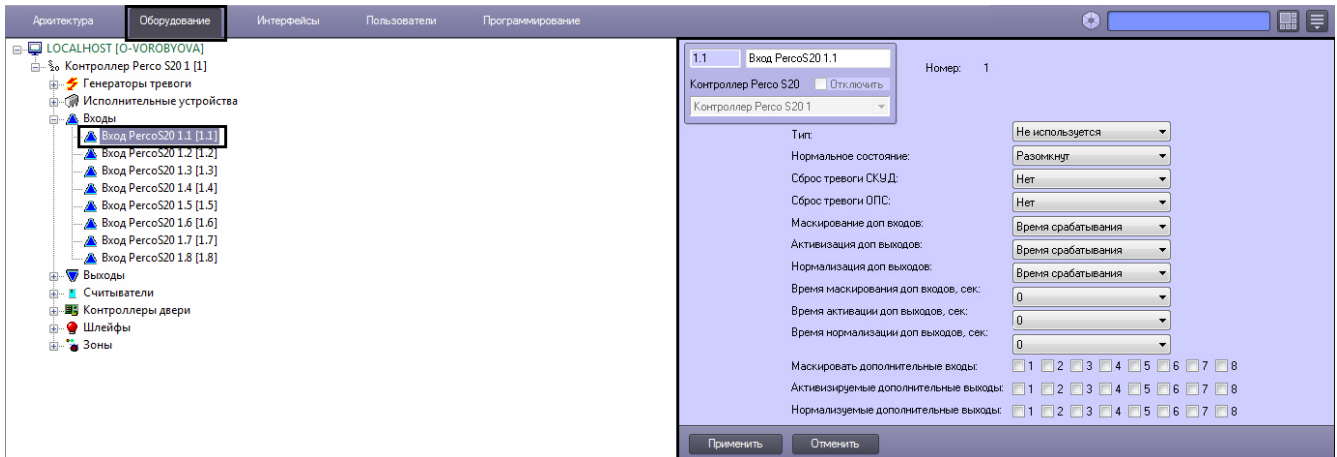 Архитектура Оборудование Интерфейсы Пользователи Программирование
LOCALHOST [O-VOROBYOVA]
Контроллер Perco S20 1 [1]
Генераторы тревоги
Исполнительные устройства
Входы
Вход PercoS20 1.1 [1.1]
Вход PercoS20 1.2 [1.2]
Вход PercoS20 1.3 [1.3]
Вход PercoS20 1.4 [1.4]
Вход PercoS20 1.5 [1.5]
Вход PercoS20 1.6 [1.6]
Вход PercoS20 1.7 [1.7]
Вход PercoS20 1.8 [1.8]
Выходы
Считыватели
Контроллеры двери
Шлейфы
Зоны
1.1 Вход PercoS20 1.1
Номер: 1
Контроллер Perco S20 Отключить
Контроллер Perco S20 1
Тип: Не используется
Нормальное состояние: Разомкнут
Сброс тревоги СКУД: Нет
Сброс тревоги ОПС: Нет
Маскирование доп входов: Время срабатывания
Активизация доп выходов: Время срабатывания
Нормализация доп выходов: Время срабатывания
Время маскирования доп входов, сек: 0
Время активации доп выходов, сек: 0
Время нормализации доп выходов, сек: 0
Маскировать дополнительные входы: 1 2 3 4 5 6 7 8
Активизируемые дополнительные выходы: 1 2 3 4 5 6 7 8
Нормализуемые дополнительные выходы: 1 2 3 4 5 6 7 8
Применить Отменить